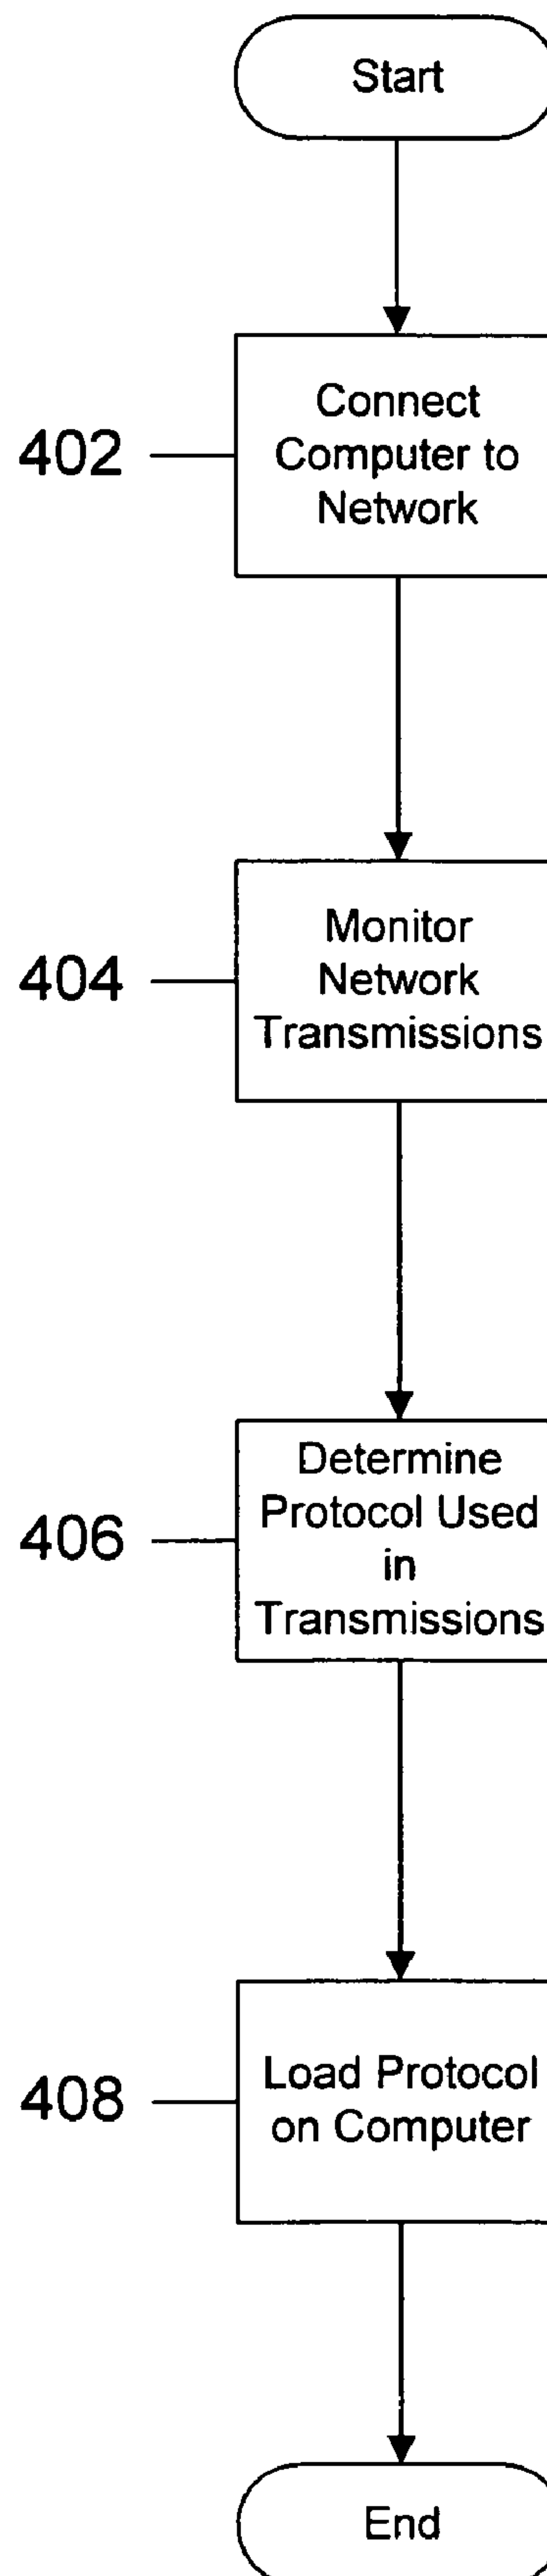 Start
402
Connect
Computer to
Network
404
Monitor
Network
Transmissions
406
Determine
Protocol Used
in
Transmissions
408
Load Protocol
on Computer
End